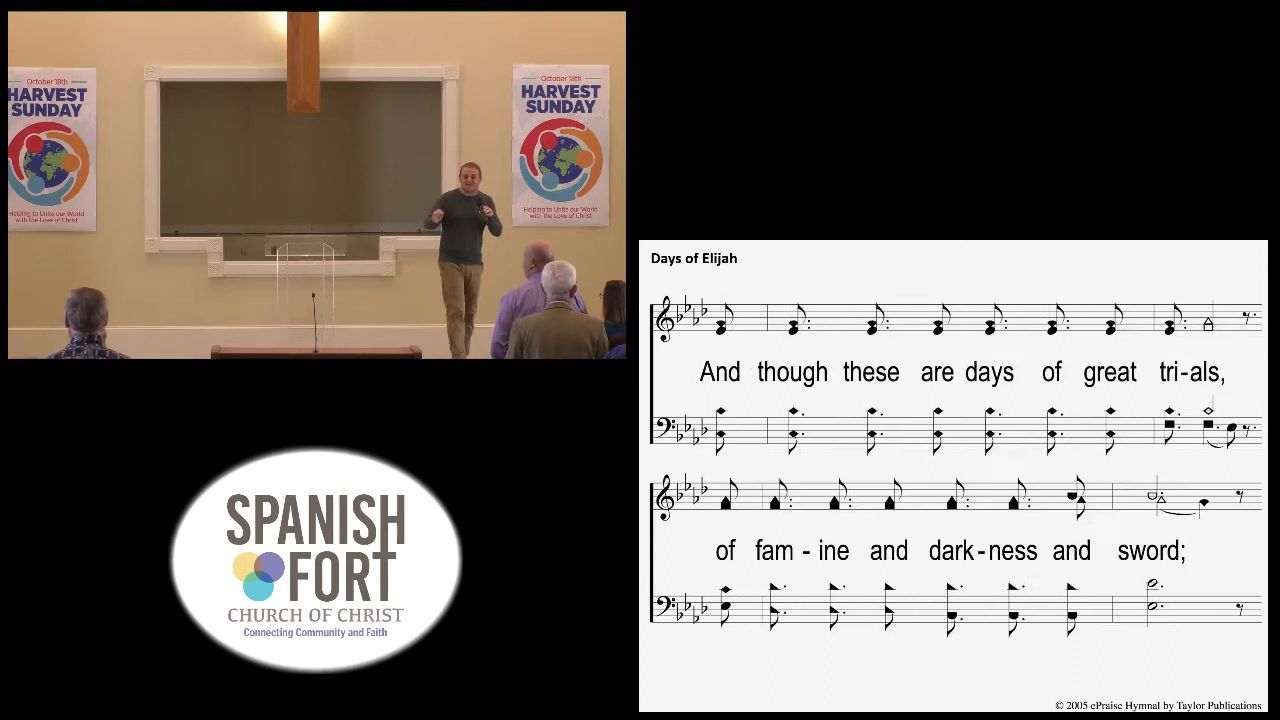 October 18th
HARVEST
SUNDAY
Helping to Unite our World
with the Love of Christ
October 18th
HARVEST
SUNDAY
Helping to Unite our World
with the Love of Christ
SPANISH
FORT
CHURCH OF CHRIST
Connecting Community and Faith
Days of Elijah
And though these are days of great tri-als,
of fam - ine and dark-ness and sword;
© 2005 ePraise Hymnal by Taylor Publications